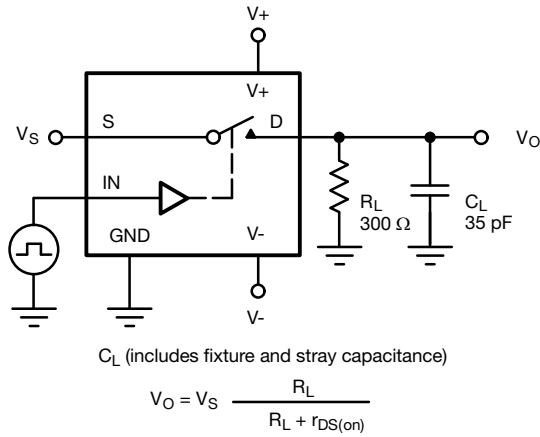 V+
V+
S
D
V_S
V_O
IN
R_L
300 Ω
C_L
35 pF
GND
V-
V-
C_L (includes fixture and stray capacitance)
V_O = V_S R_L
R_L + r_DS(on)